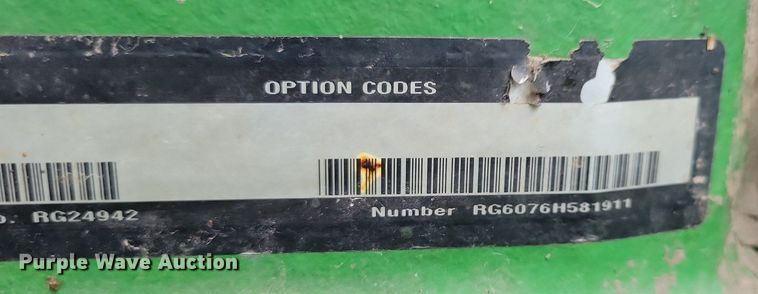 OPTION CODES
RG24942
Number RG6076H581911
Purple Wave Auction